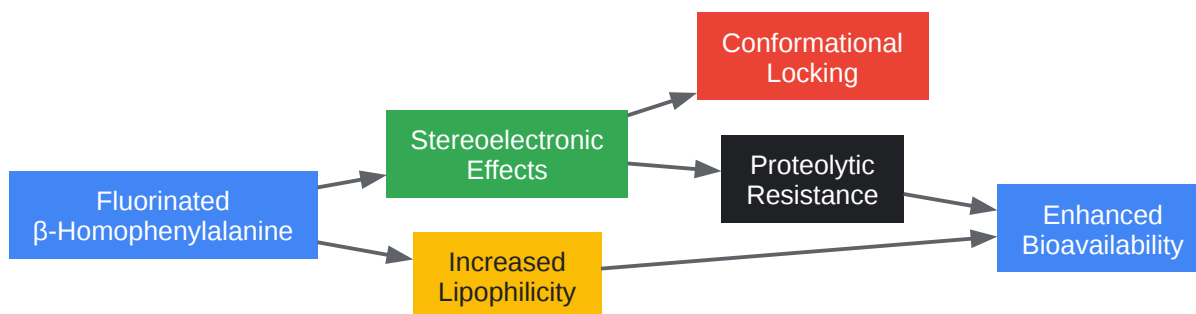 Fluorinated
β-Homophenylalanine
Stereoelectronic
Effects
Increased
Lipophilicity
Conformational
Locking
Proteolytic
Resistance
Enhanced
Bioavailability